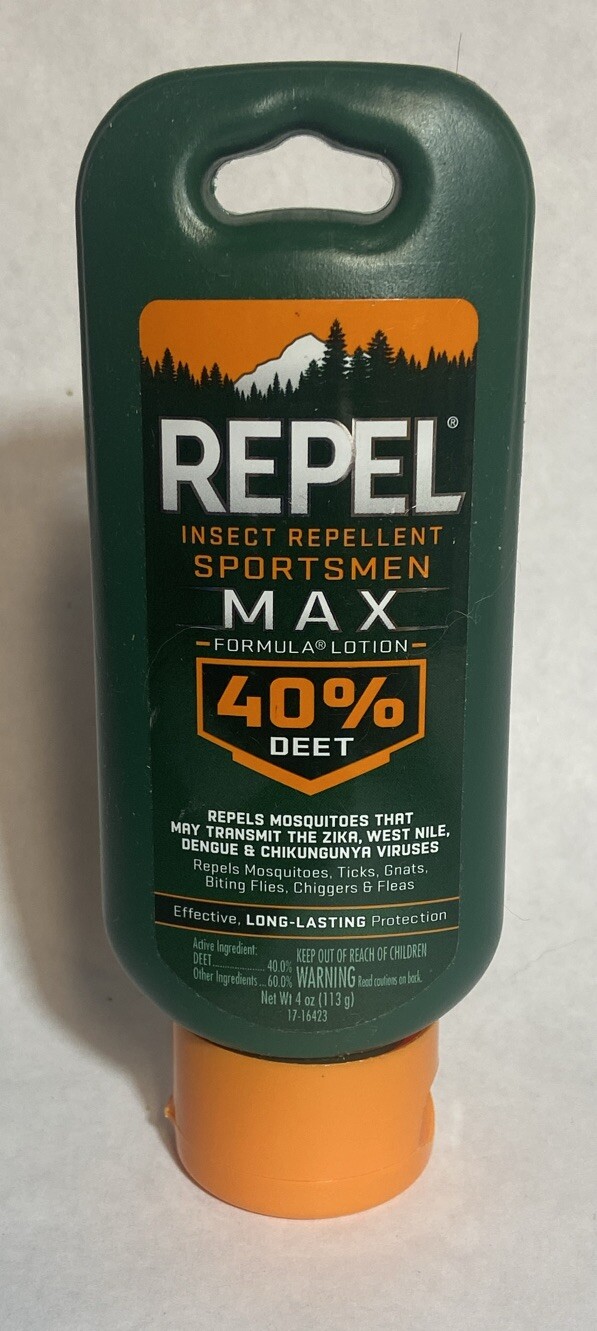 REPEL®
INSECT REPELLENT
SPORTSMEN
MAX
FORMULA® LOTION
40%
DEET
REPELS MOSQUITOES THAT
MAY TRANSMIT THE ZIKA, WEST NILE,
DENGUE & CHIKUNGUNYA VIRUSES
Repels Mosquitoes, Ticks, Gnats,
Biting Flies, Chiggers & Fleas
Effective, LONG-LASTING Protection
Active Ingredient:
DEET.................. 40.0%
Other Ingredients... 60.0%
KEEP OUT OF REACH OF CHILDREN
WARNING Read cautions on back.
Net Wt 4 oz (113 g)
17-16423